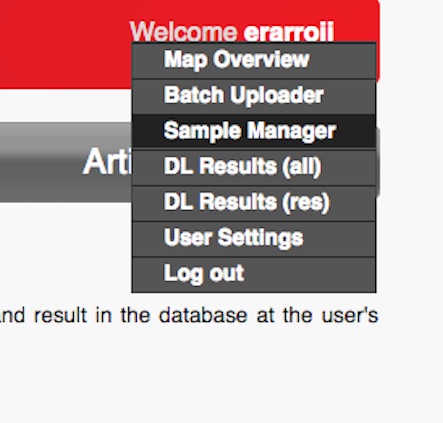 Welcome erarroll
Map Overview
Batch Uploader
Sample Manager
Arti
DL Results (all)
DL Results (res)
User Settings
Log out
nd result in the database at the user's